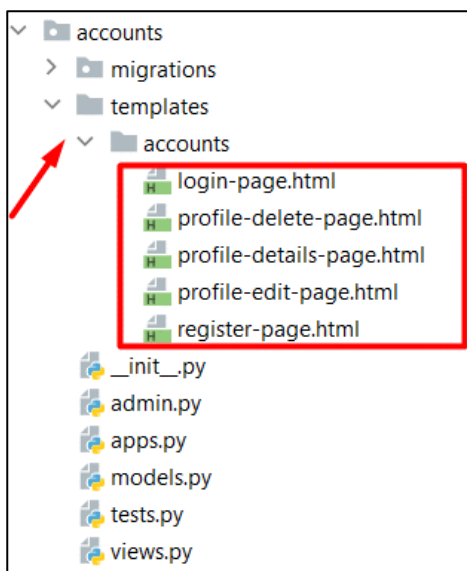 accounts
migrations
templates
accounts
login-page.html
profile-delete-page.html
profile-details-page.html
profile-edit-page.html
register-page.html
__init__.py
admin.py
apps.py
models.py
tests.py
views.py